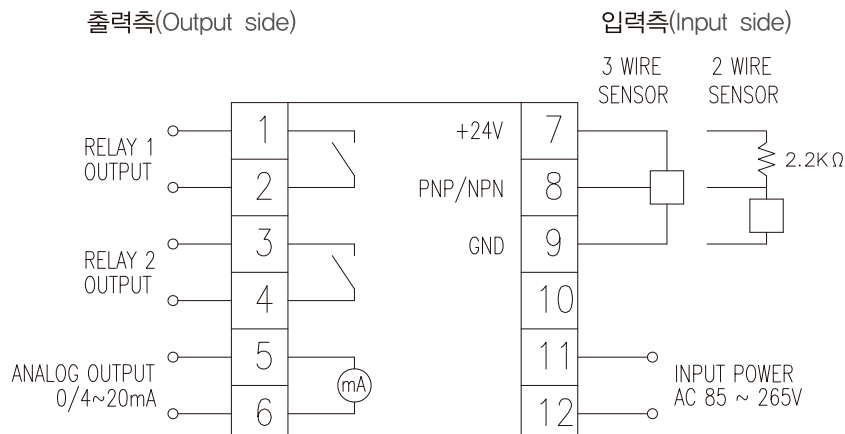 출력측(Output side)
입력측(Input side)
3 WIRE
SENSOR
2 WIRE
SENSOR
RELAY 1
OUTPUT
1
2
RELAY 2
OUTPUT
3
4
ANALOG OUTPUT
0/4~20mA
5
6
mA
+24V
7
PNP/NPN
8
GND
9
10
11
12
2.2KΩ
INPUT POWER
AC 85 ~ 265V